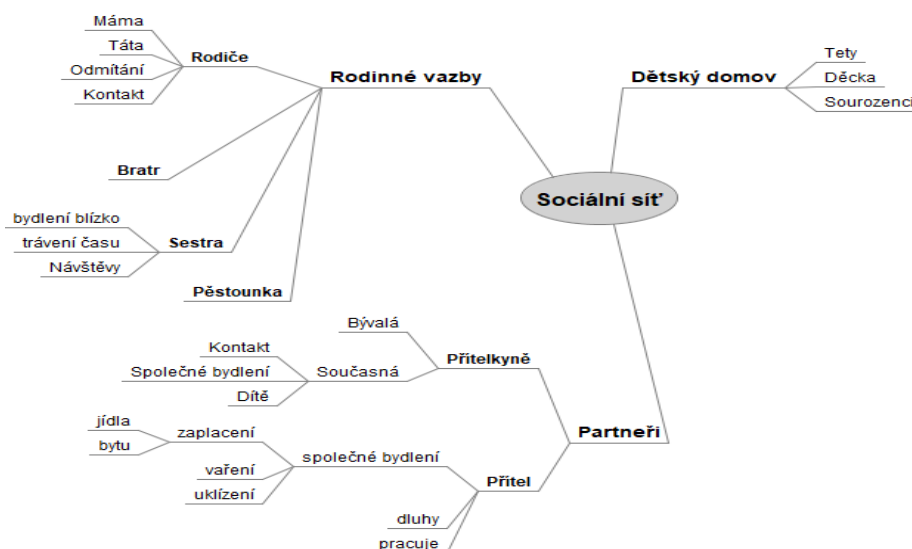 Máma
Táta
Odmítání
Kontakt
Rodiče
Rodinné vazby
Bratr
bydlení blízko
trávení času
Návštěvy
Sestra
Pěstounka
Dětský domov
Tety
Děcka
Sourozenci
Sociální síť
Bývalá
Kontakt
Společné bydlení
Dítě
Současná
Přítelkyně
Partneři
jídla
bytu
zaplacení
vaření
uklízení
společné bydlení
Přítel
dluhy
pracuje